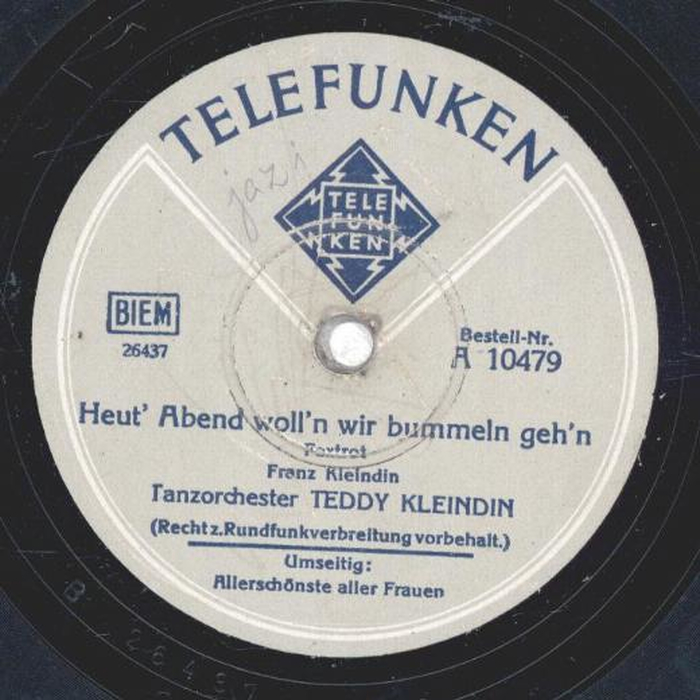 TELEFUNKEN
jazz
TELE
FUN
KEN
BIEM
26437
Bestell-Nr.
A 10479
Heut' Abend woll'n wir bummeln geh'n
Foxtrot
Franz Kleindin
Tanzorchester TEDDY KLEINDIN
(Recht z. Rundfunkverbreitung vorbehalt.)
Umseitig:
Allerschönste aller Frauen
B 26437